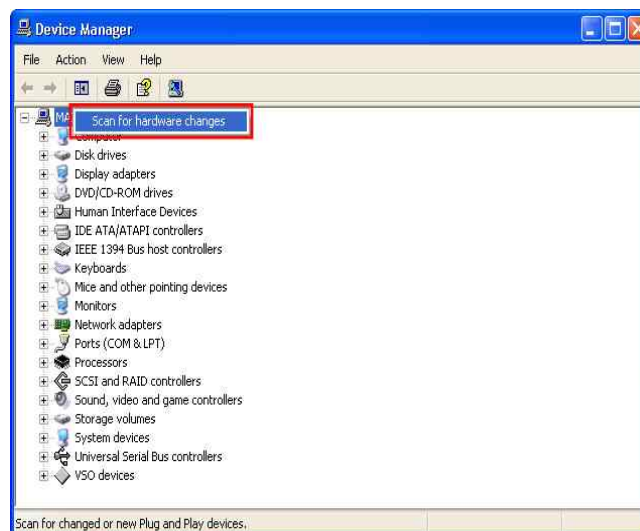 Device Manager
File Action View Help
MA
Scan for hardware changes
Computer
Disk drives
Display adapters
DVD/CD-ROM drives
Human Interface Devices
IDE ATA/ATAPI controllers
IEEE 1394 Bus host controllers
Keyboards
Mice and other pointing devices
Monitors
Network adapters
Ports (COM & LPT)
Processors
SCSI and RAID controllers
Sound, video and game controllers
Storage volumes
System devices
Universal Serial Bus controllers
VSO devices
Scan for changed or new Plug and Play devices.